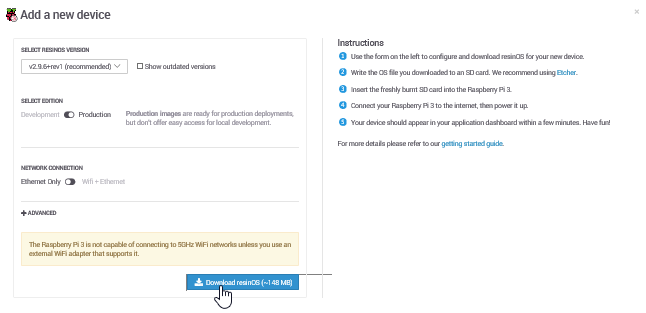 Add a new device
×
SELECT RESINOS VERSION
v2.9.6+rev1 (recommended)
Show outdated versions
SELECT EDITION
Development
Production
Production images are ready for production deployments,
but don't offer easy access for local development.
NETWORK CONNECTION
Ethernet Only
Wifi + Ethernet
+ ADVANCED
The Raspberry Pi 3 is not capable of connecting to 5GHz WiFi networks unless you use an
external WiFi adapter that supports it.
Download resinOS (~148 MB)
Instructions
1 Use the form on the left to configure and download resinOS for your new device.
2 Write the OS file you downloaded to an SD card. We recommend using Etcher.
3 Insert the freshly burnt SD card into the Raspberry Pi 3.
4 Connect your Raspberry Pi 3 to the internet, then power it up.
5 Your device should appear in your application dashboard within a few minutes. Have fun!
For more details please refer to our getting started guide.